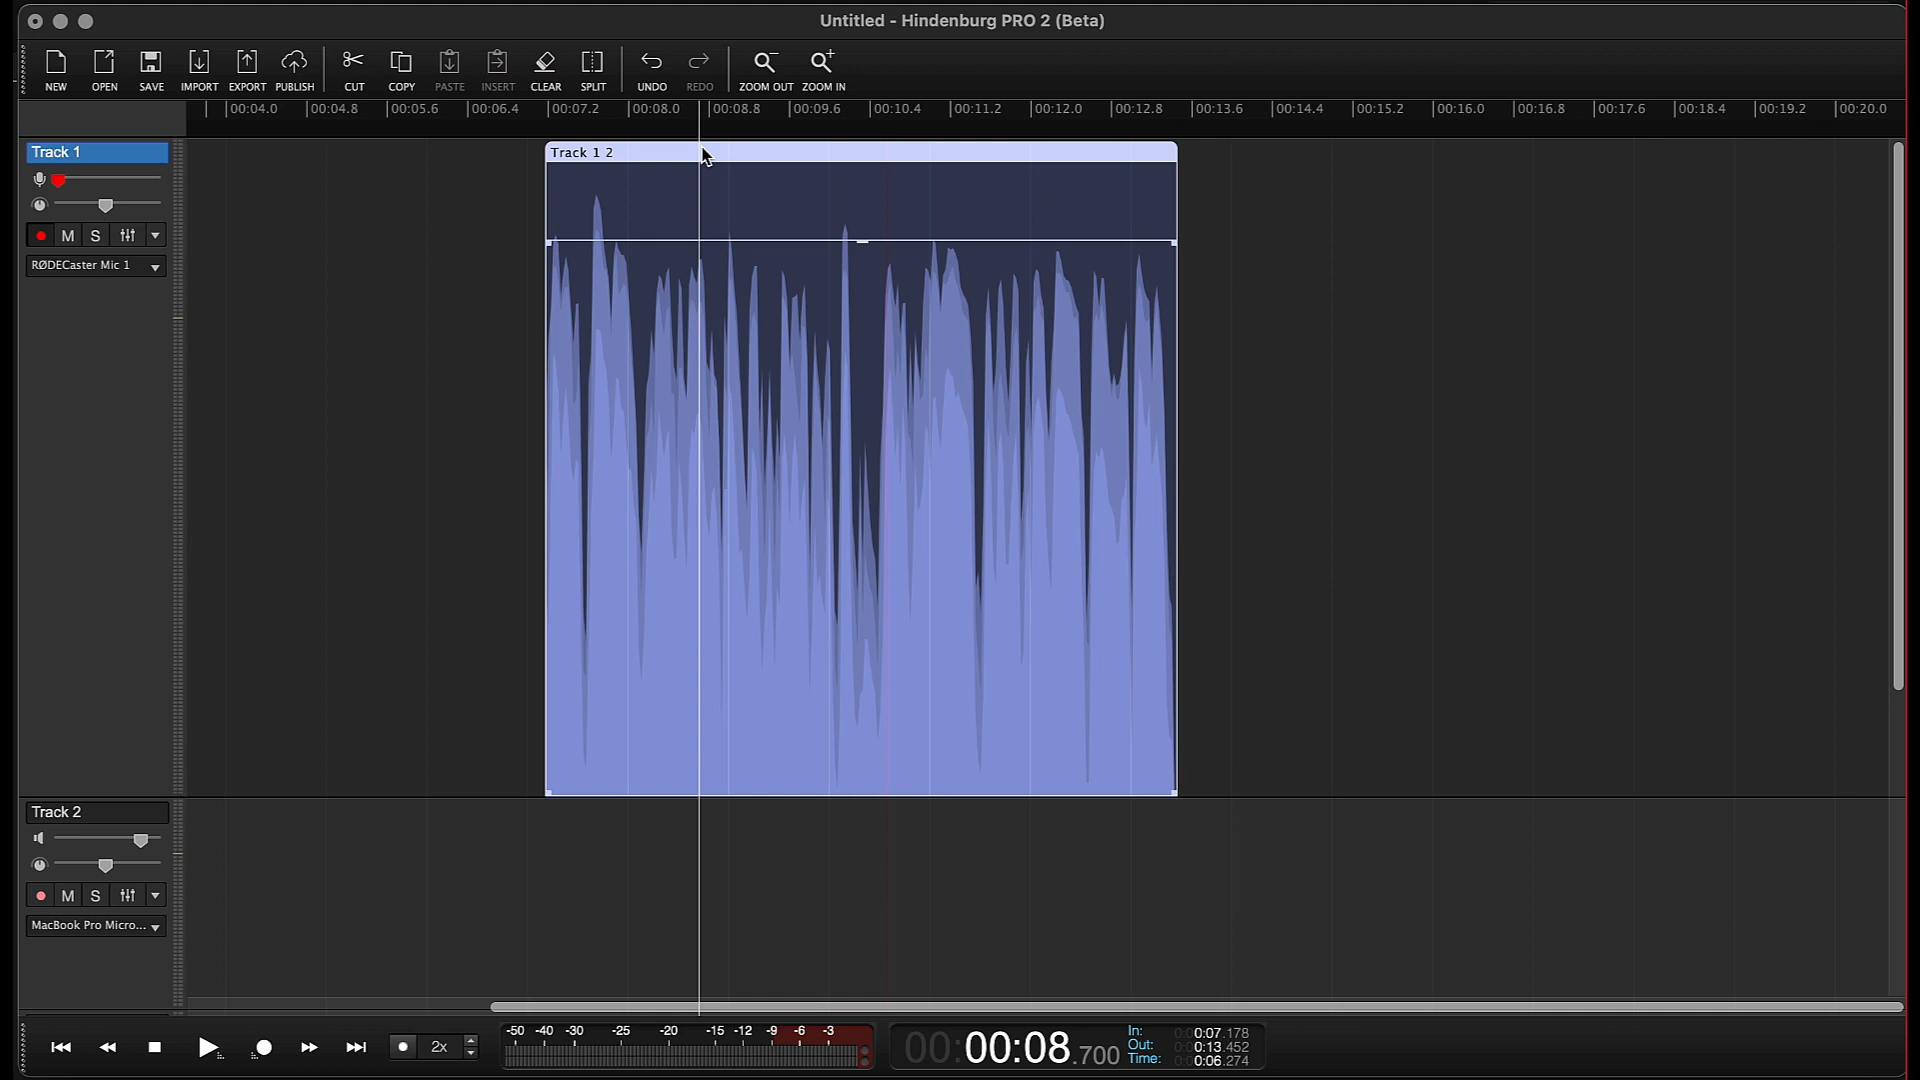 Untitled - Hindenburg PRO 2 (Beta)
NEW OPEN SAVE IMPORT EXPORT PUBLISH CUT COPY PASTE INSERT CLEAR SPLIT UNDO REDO ZOOM OUT ZOOM IN
00:04.0 00:04.8 00:05.6 00:06.4 00:07.2 00:08.0 00:08.8 00:09.6 00:10.4 00:11.2 00:12.0 00:12.8 00:13.6 00:14.4 00:15.2 00:16.0 00:16.8 00:17.6 00:18.4 00:19.2 00:20.0
Track 1
Track 1 2
M S
RØDECaster Mic 1
Track 2
M S
MacBook Pro Micro...
2x
-50 -40 -30 -25 -20 -15 -12 -9 -6 -3
00:00:08.700
In: 0:0:07.178
Out: 0:0:13.452
Time: 0:0:06.274